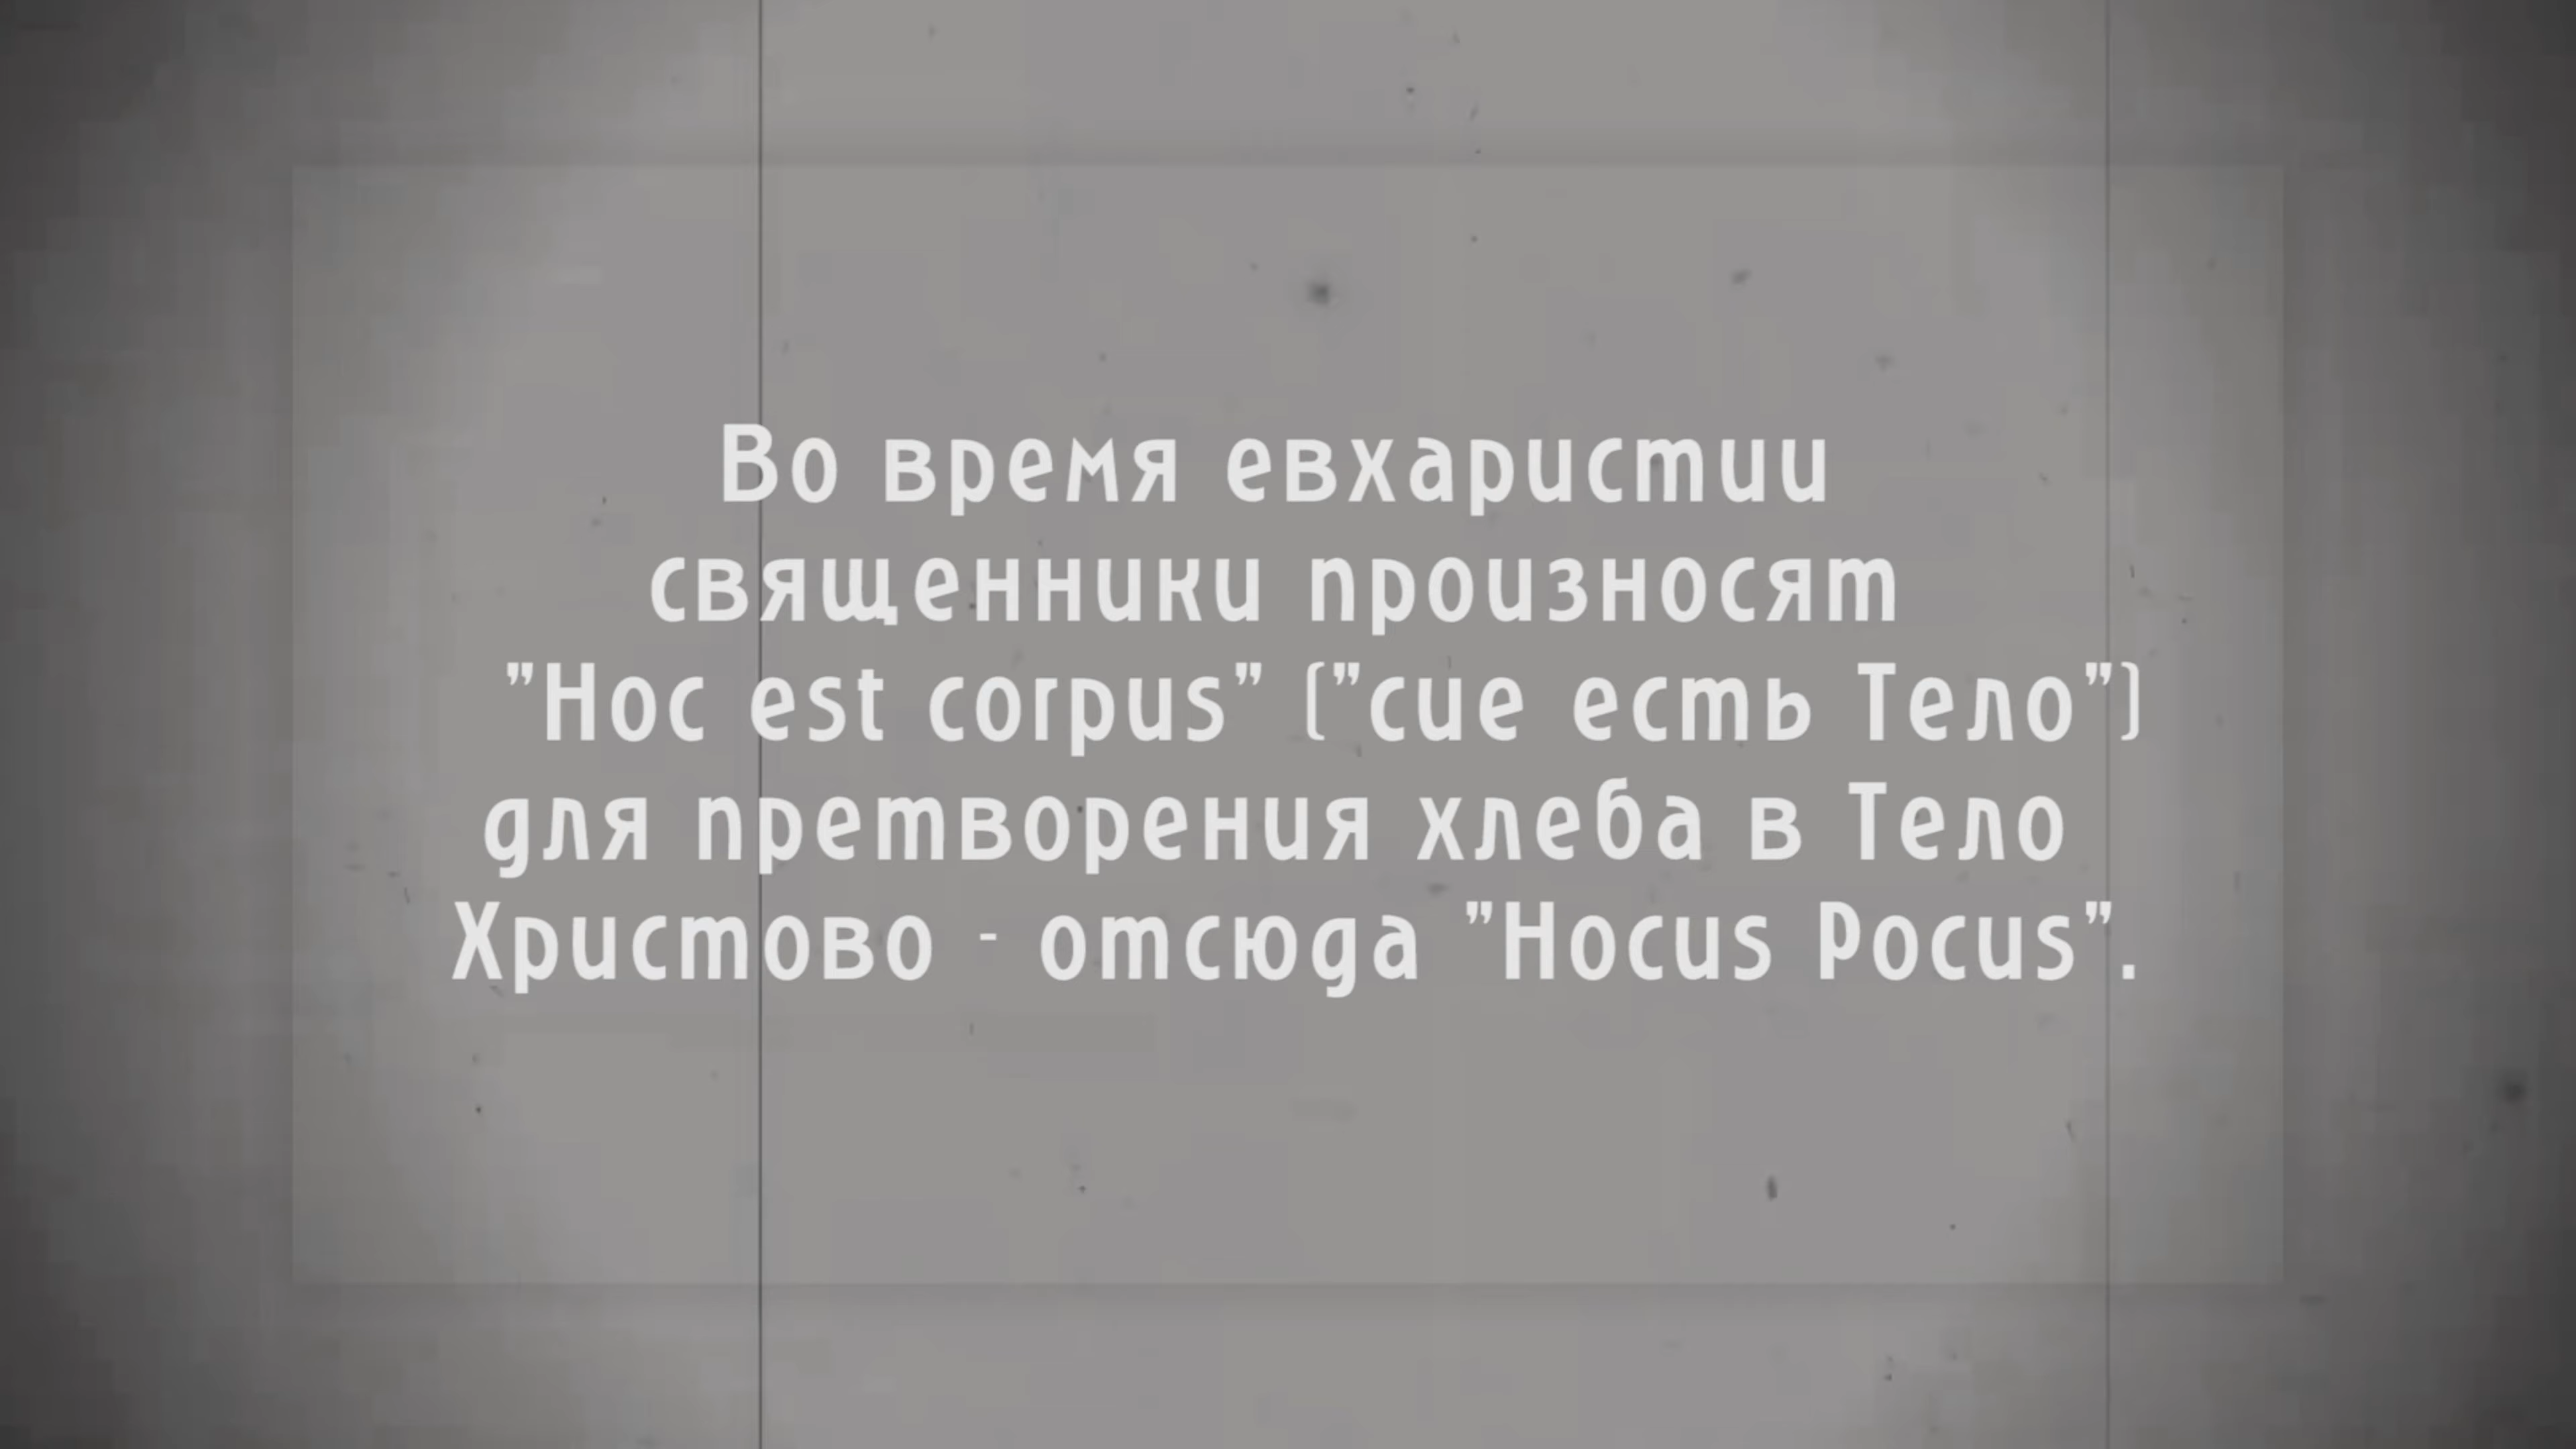 Во время евхаристии
священники произносят
"Hoc est corpus" ("сие есть Тело")
для претворения хлеба в Тело
Христово - отсюда "Hocus Pocus".